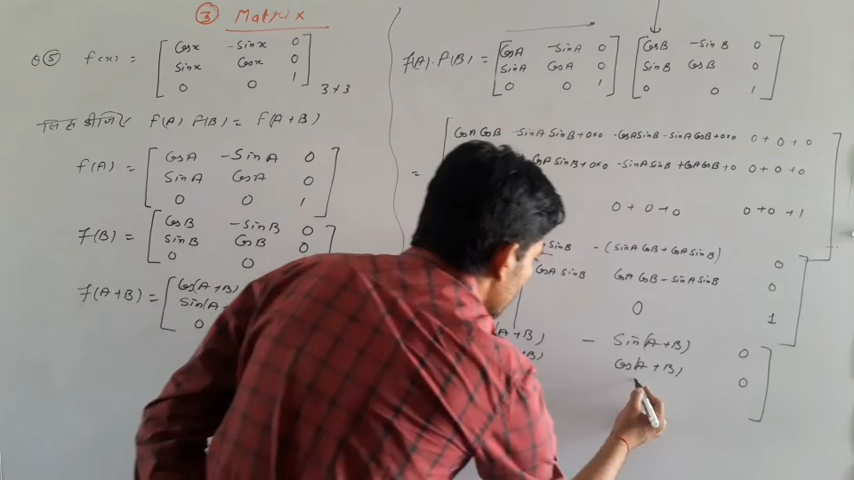 ③ Matrix
Q⑤ f(x) = [ Cosx -Sinx 0
Sinx Cosx 0
0 0 1 ] 3×3
सिद्ध कीजिए f(A) F(B) = f(A+B)
f(A) = [ CosA -SinA 0
SinA CosA 0
0 0 1 ]
f(B) = [ CosB -SinB 0
SinB CosB 0
0 0
f(A+B) = [ Cos(A+B)
Sin(A+
0
f(A). F(B) = [ CosA -SinA 0 ] [ CosB -SinB 0 ]
[ SinA CosA 0 ] [ SinB CosB 0 ]
[ 0 0 1 ] [ 0 0 1 ]
= [ CosA CosB -SinA SinB+0×0 -CosA SinB -SinA CosB+0×0 0+0+0
CosA SinB+0×0 -SinA SinB +CosA CosB+0 0+0+0
0+0+0 0+0+1 ]
SinB -(SinA CosB + CosA SinB) 0
CosA SinB CosA CosB - SinA SinB 0
0 1 ]
A+B) - Sin(A+B) 0
+B) Cos(A+B) 0 ]